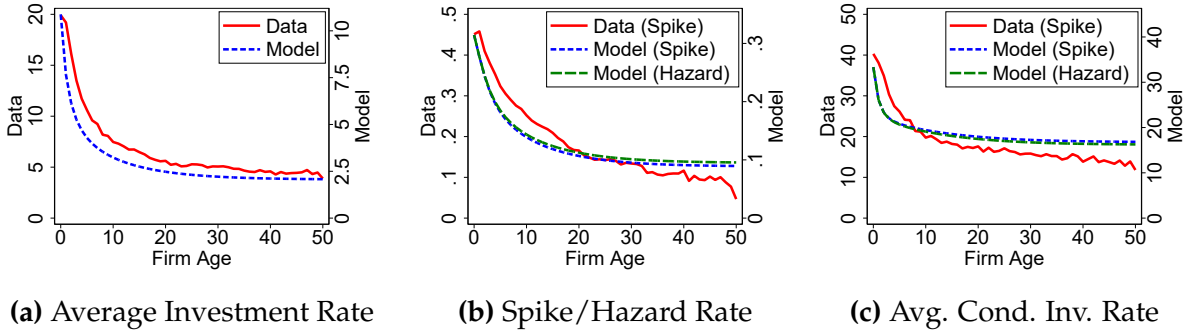 20
15
10
5
0
Data
10
7.5
5
2.5
0
Model
Data
Model
0 10 20 30 40 50
Firm Age
(a) Average Investment Rate
.5
.4
.3
.2
.1
0
Data
.3
.2
.1
0
Model
Data (Spike)
Model (Spike)
Model (Hazard)
0 10 20 30 40 50
Firm Age
(b) Spike/Hazard Rate
50
40
30
20
10
0
Data
40
30
20
10
0
Model
Data (Spike)
Model (Spike)
Model (Hazard)
0 10 20 30 40 50
Firm Age
(c) Avg. Cond. Inv. Rate